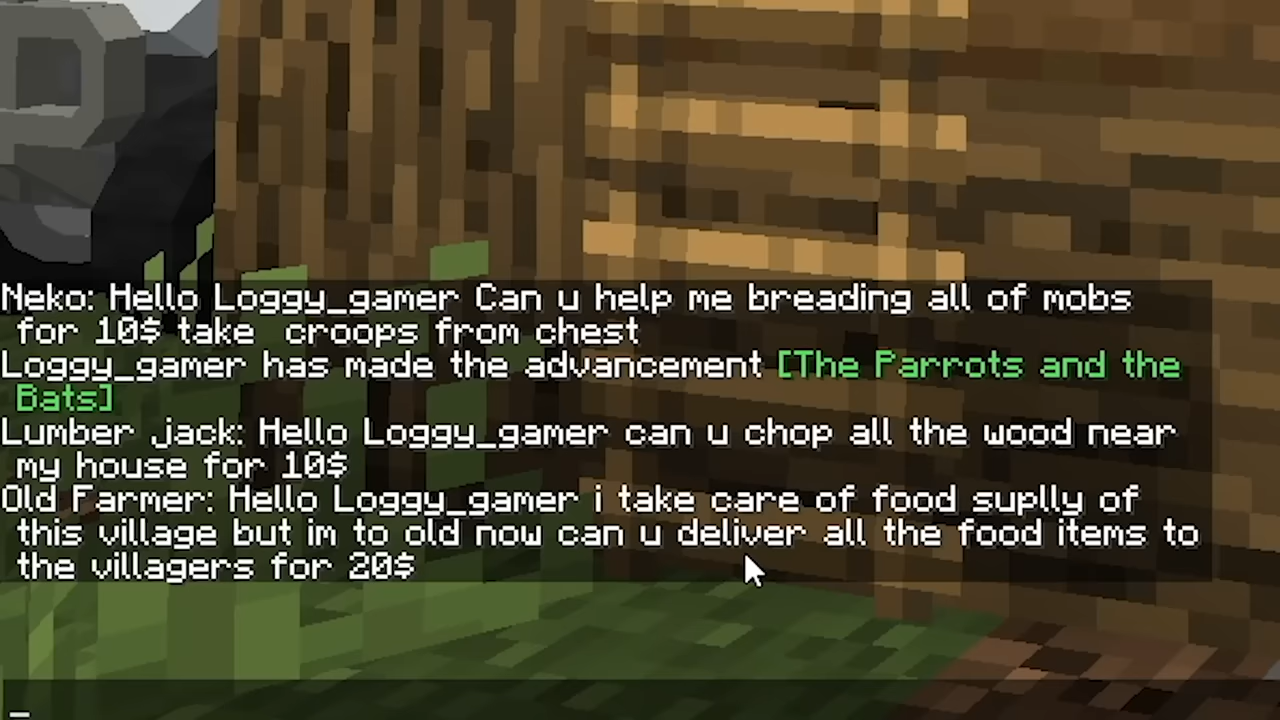 Neko: Hello Loggy_gamer Can u help me breading all of mobs
for 10$ take  croops from chest
Loggy_gamer has made the advancement [The Parrots and the
Bats]
Lumber jack: Hello Loggy_gamer can u chop all the wood near
my house for 10$
Old Farmer: Hello Loggy_gamer i take care of food suplly of
this village but im to old now can u deliver all the food items to
the villagers for 20$
_